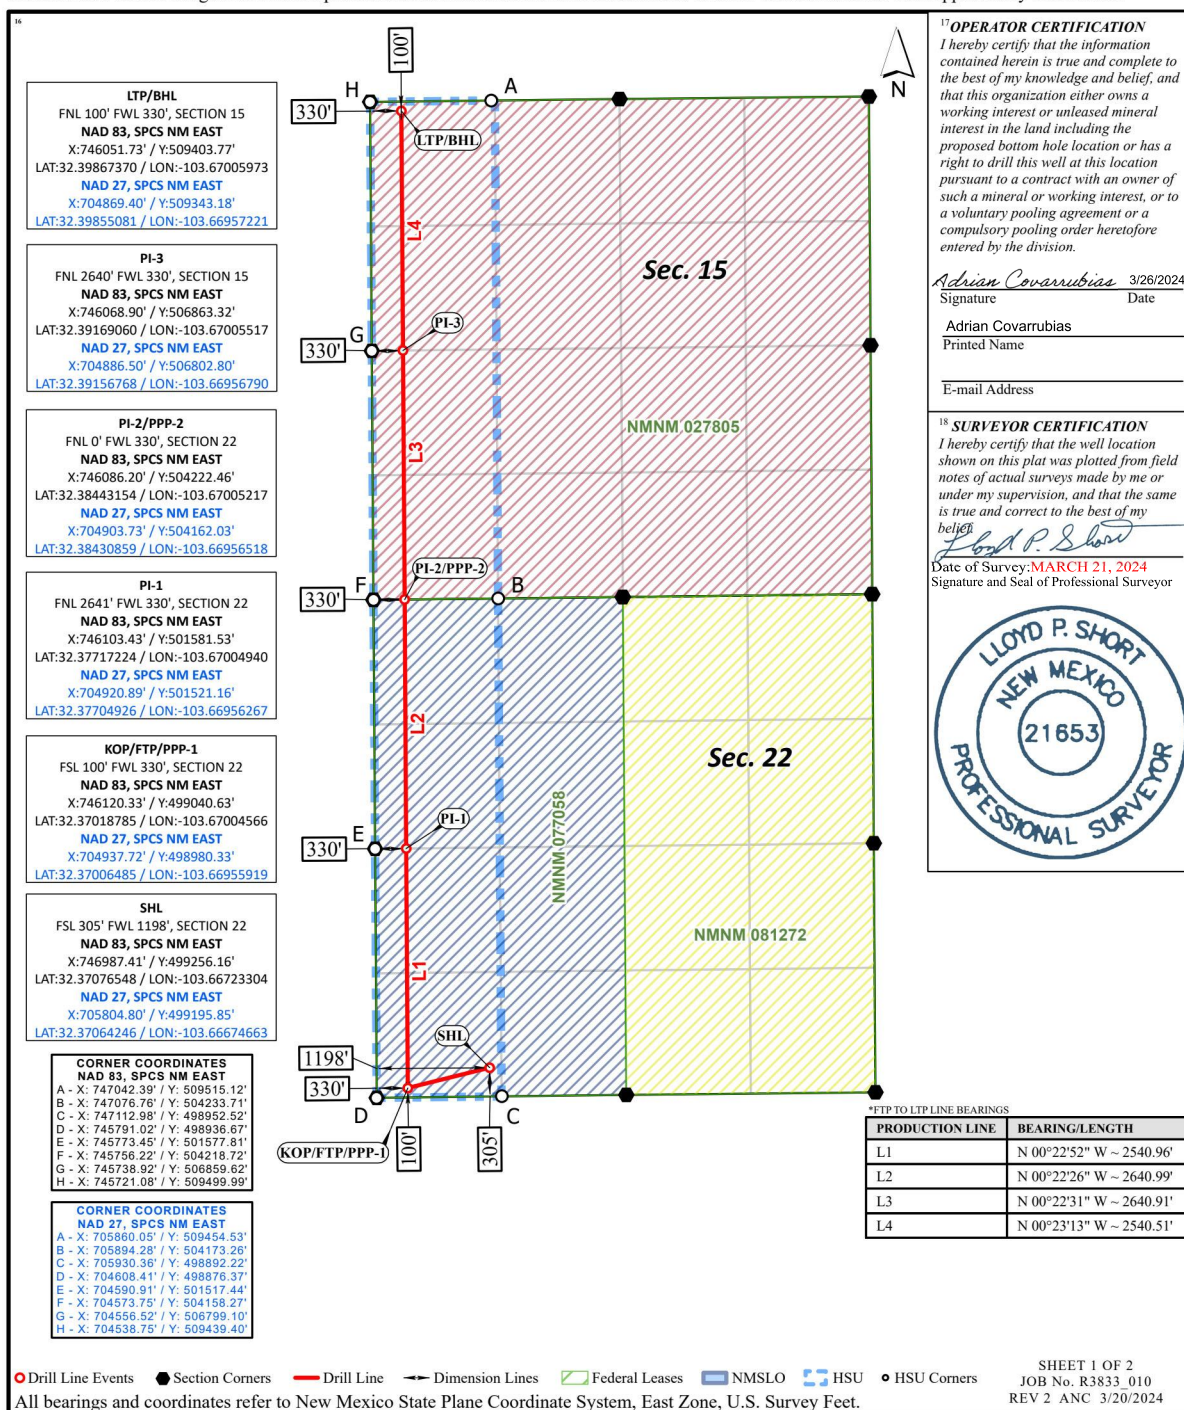 16
LTP/BHL
FNL 100' FWL 330', SECTION 15
NAD 83, SPCS NM EAST
X:746051.73' / Y:509403.77'
LAT:32.39867370 / LON:-103.67005973
NAD 27, SPCS NM EAST
X:704869.40' / Y:509343.18'
LAT:32.39855081 / LON:-103.66957221
PI-3
FNL 2640' FWL 330', SECTION 15
NAD 83, SPCS NM EAST
X:746068.90' / Y:506863.32'
LAT:32.39169060 / LON:-103.67005517
NAD 27, SPCS NM EAST
X:704886.50' / Y:506802.80'
LAT:32.39156768 / LON:-103.66956790
PI-2/PPP-2
FNL 0' FWL 330', SECTION 22
NAD 83, SPCS NM EAST
X:746086.20' / Y:504222.46'
LAT:32.38443154 / LON:-103.67005217
NAD 27, SPCS NM EAST
X:704903.73' / Y:504162.03'
LAT:32.38430859 / LON:-103.66956518
PI-1
FNL 2641' FWL 330', SECTION 22
NAD 83, SPCS NM EAST
X:746103.43' / Y:501581.53'
LAT:32.37717224 / LON:-103.67004940
NAD 27, SPCS NM EAST
X:704920.89' / Y:501521.16'
LAT:32.37704926 / LON:-103.66956267
KOP/FTP/PPP-1
FSL 100' FWL 330', SECTION 22
NAD 83, SPCS NM EAST
X:746120.33' / Y:499040.63'
LAT:32.37018785 / LON:-103.67004566
NAD 27, SPCS NM EAST
X:704937.72' / Y:498980.33'
LAT:32.37006485 / LON:-103.66955919
SHL
FSL 305' FWL 1198', SECTION 22
NAD 83, SPCS NM EAST
X:746987.41' / Y:499256.16'
LAT:32.37076548 / LON:-103.66723304
NAD 27, SPCS NM EAST
X:705804.80' / Y:499195.85'
LAT:32.37064246 / LON:-103.66674663
CORNER COORDINATES
NAD 83, SPCS NM EAST
A - X: 747042.39' / Y: 509515.12'
B - X: 747076.76' / Y: 504233.71'
C - X: 747112.98' / Y: 498952.52'
D - X: 745791.02' / Y: 498936.67'
E - X: 745773.45' / Y: 501577.81'
F - X: 745756.22' / Y: 504218.72'
G - X: 745738.92' / Y: 506859.62'
H - X: 745721.08' / Y: 509499.99'
CORNER COORDINATES
NAD 27, SPCS NM EAST
A - X: 705860.05' / Y: 509454.53'
B - X: 705894.28' / Y: 504173.26'
C - X: 705930.36' / Y: 498892.22'
D - X: 704608.41' / Y: 498876.37'
E - X: 704590.91' / Y: 501517.44'
F - X: 704573.75' / Y: 504158.27'
G - X: 704556.52' / Y: 506799.10'
H - X: 704538.75' / Y: 509439.40'
100'
H
A
N
330'
LTP/BHL
L4
Sec. 15
G
PI-3
330'
NMNM 027805
L3
PI-2/PPP-2
F
B
330'
L2
Sec. 22
NMNM 077058
PI-1
E
330'
NMNM 081272
L1
SHL
1198'
330'
D
C
KOP/FTP/PPP-1
100'
305'
17 OPERATOR CERTIFICATION
I hereby certify that the information
contained herein is true and complete to
the best of my knowledge and belief, and
that this organization either owns a
working interest or unleased mineral
interest in the land including the
proposed bottom hole location or has a
right to drill this well at this location
pursuant to a contract with an owner of
such a mineral or working interest, or to
a voluntary pooling agreement or a
compulsory pooling order heretofore
entered by the division.
Adrian Covarrubias 3/26/2024
Signature Date
Adrian Covarrubias
Printed Name
E-mail Address
18 SURVEYOR CERTIFICATION
I hereby certify that the well location
shown on this plat was plotted from field
notes of actual surveys made by me or
under my supervision, and that the same
is true and correct to the best of my
belief.
Lloyd P. Short
Date of Survey:MARCH 21, 2024
Signature and Seal of Professional Surveyor
LLOYD P. SHORT
NEW MEXICO
21653
PROFESSIONAL SURVEYOR
*FTP TO LTP LINE BEARINGS
PRODUCTION LINE BEARING/LENGTH
L1 N 00°22'52" W ~ 2540.96'
L2 N 00°22'26" W ~ 2640.99'
L3 N 00°22'31" W ~ 2640.91'
L4 N 00°23'13" W ~ 2540.51'
Drill Line Events Section Corners Drill Line Dimension Lines Federal Leases NMSLO HSU HSU Corners
All bearings and coordinates refer to New Mexico State Plane Coordinate System, East Zone, U.S. Survey Feet.
SHEET 1 OF 2
JOB No. R3833_010
REV 2 ANC 3/20/2024